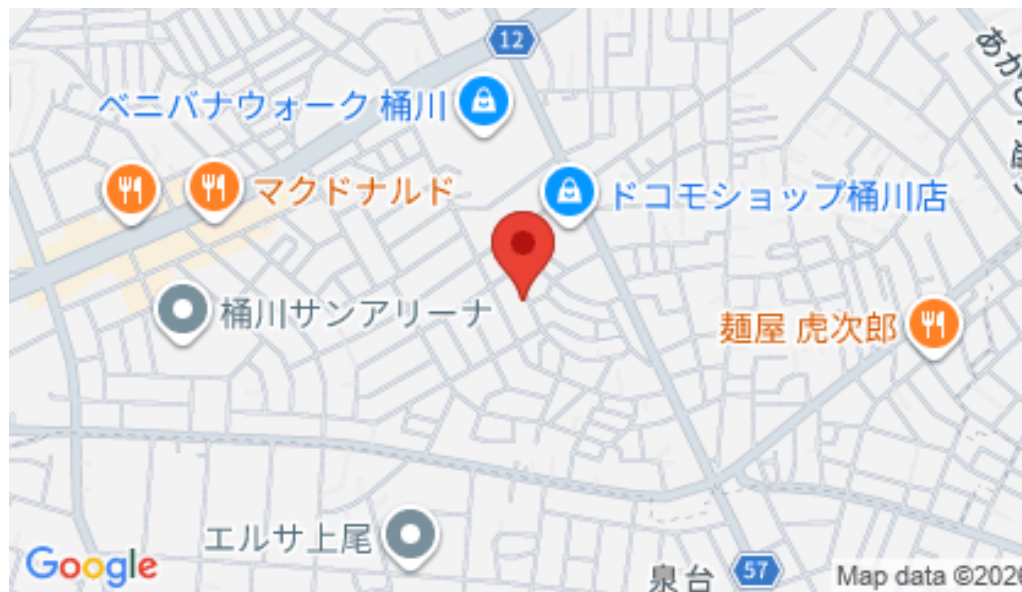 12
ベニバナウォーク 桶川
マクドナルド
ドコモショップ桶川店
桶川サンアリーナ
麺屋 虎次郎
エルサ上尾
泉台
57
Google
Map data ©2026